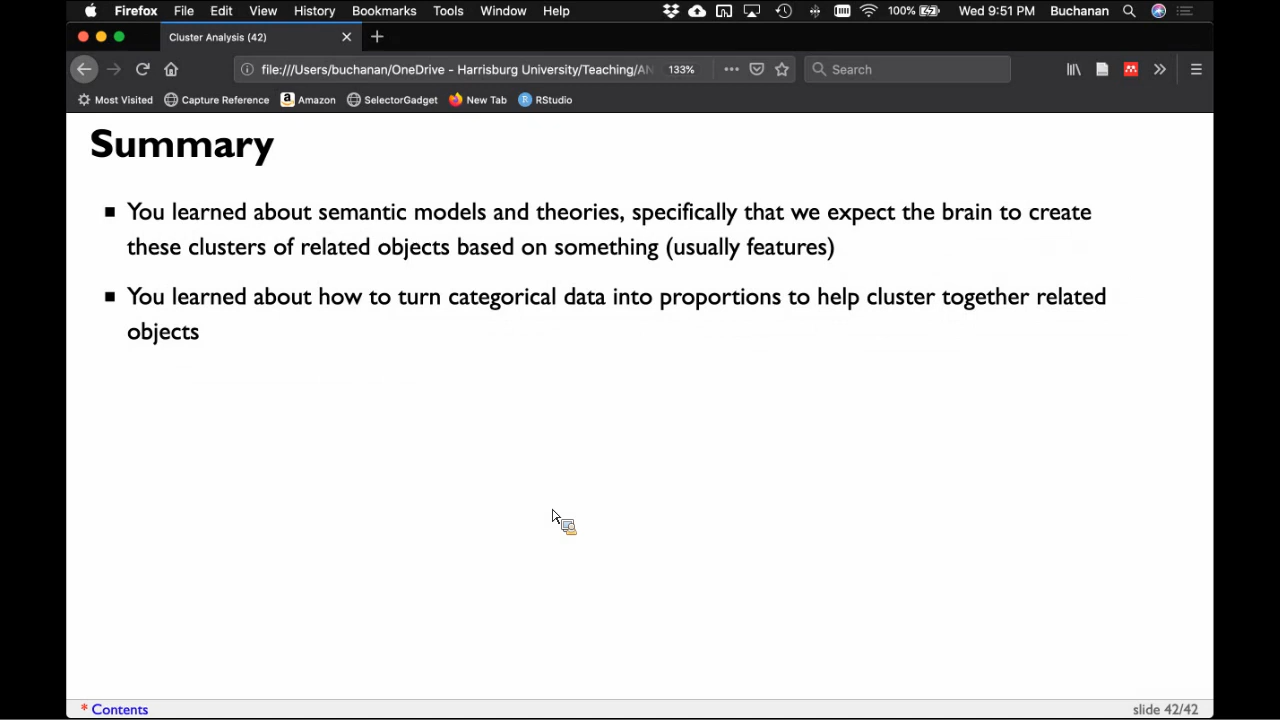 Firefox File Edit View History Bookmarks Tools Window Help 100% Wed 9:51 PM Buchanan
Cluster Analysis (42)
file:///Users/buchanan/OneDrive - Harrisburg University/Teaching/AN 133% Search
Most Visited Capture Reference Amazon SelectorGadget New Tab RStudio
Summary
You learned about semantic models and theories, specifically that we expect the brain to create
these clusters of related objects based on something (usually features)
You learned about how to turn categorical data into proportions to help cluster together related
objects
* Contents slide 42/42